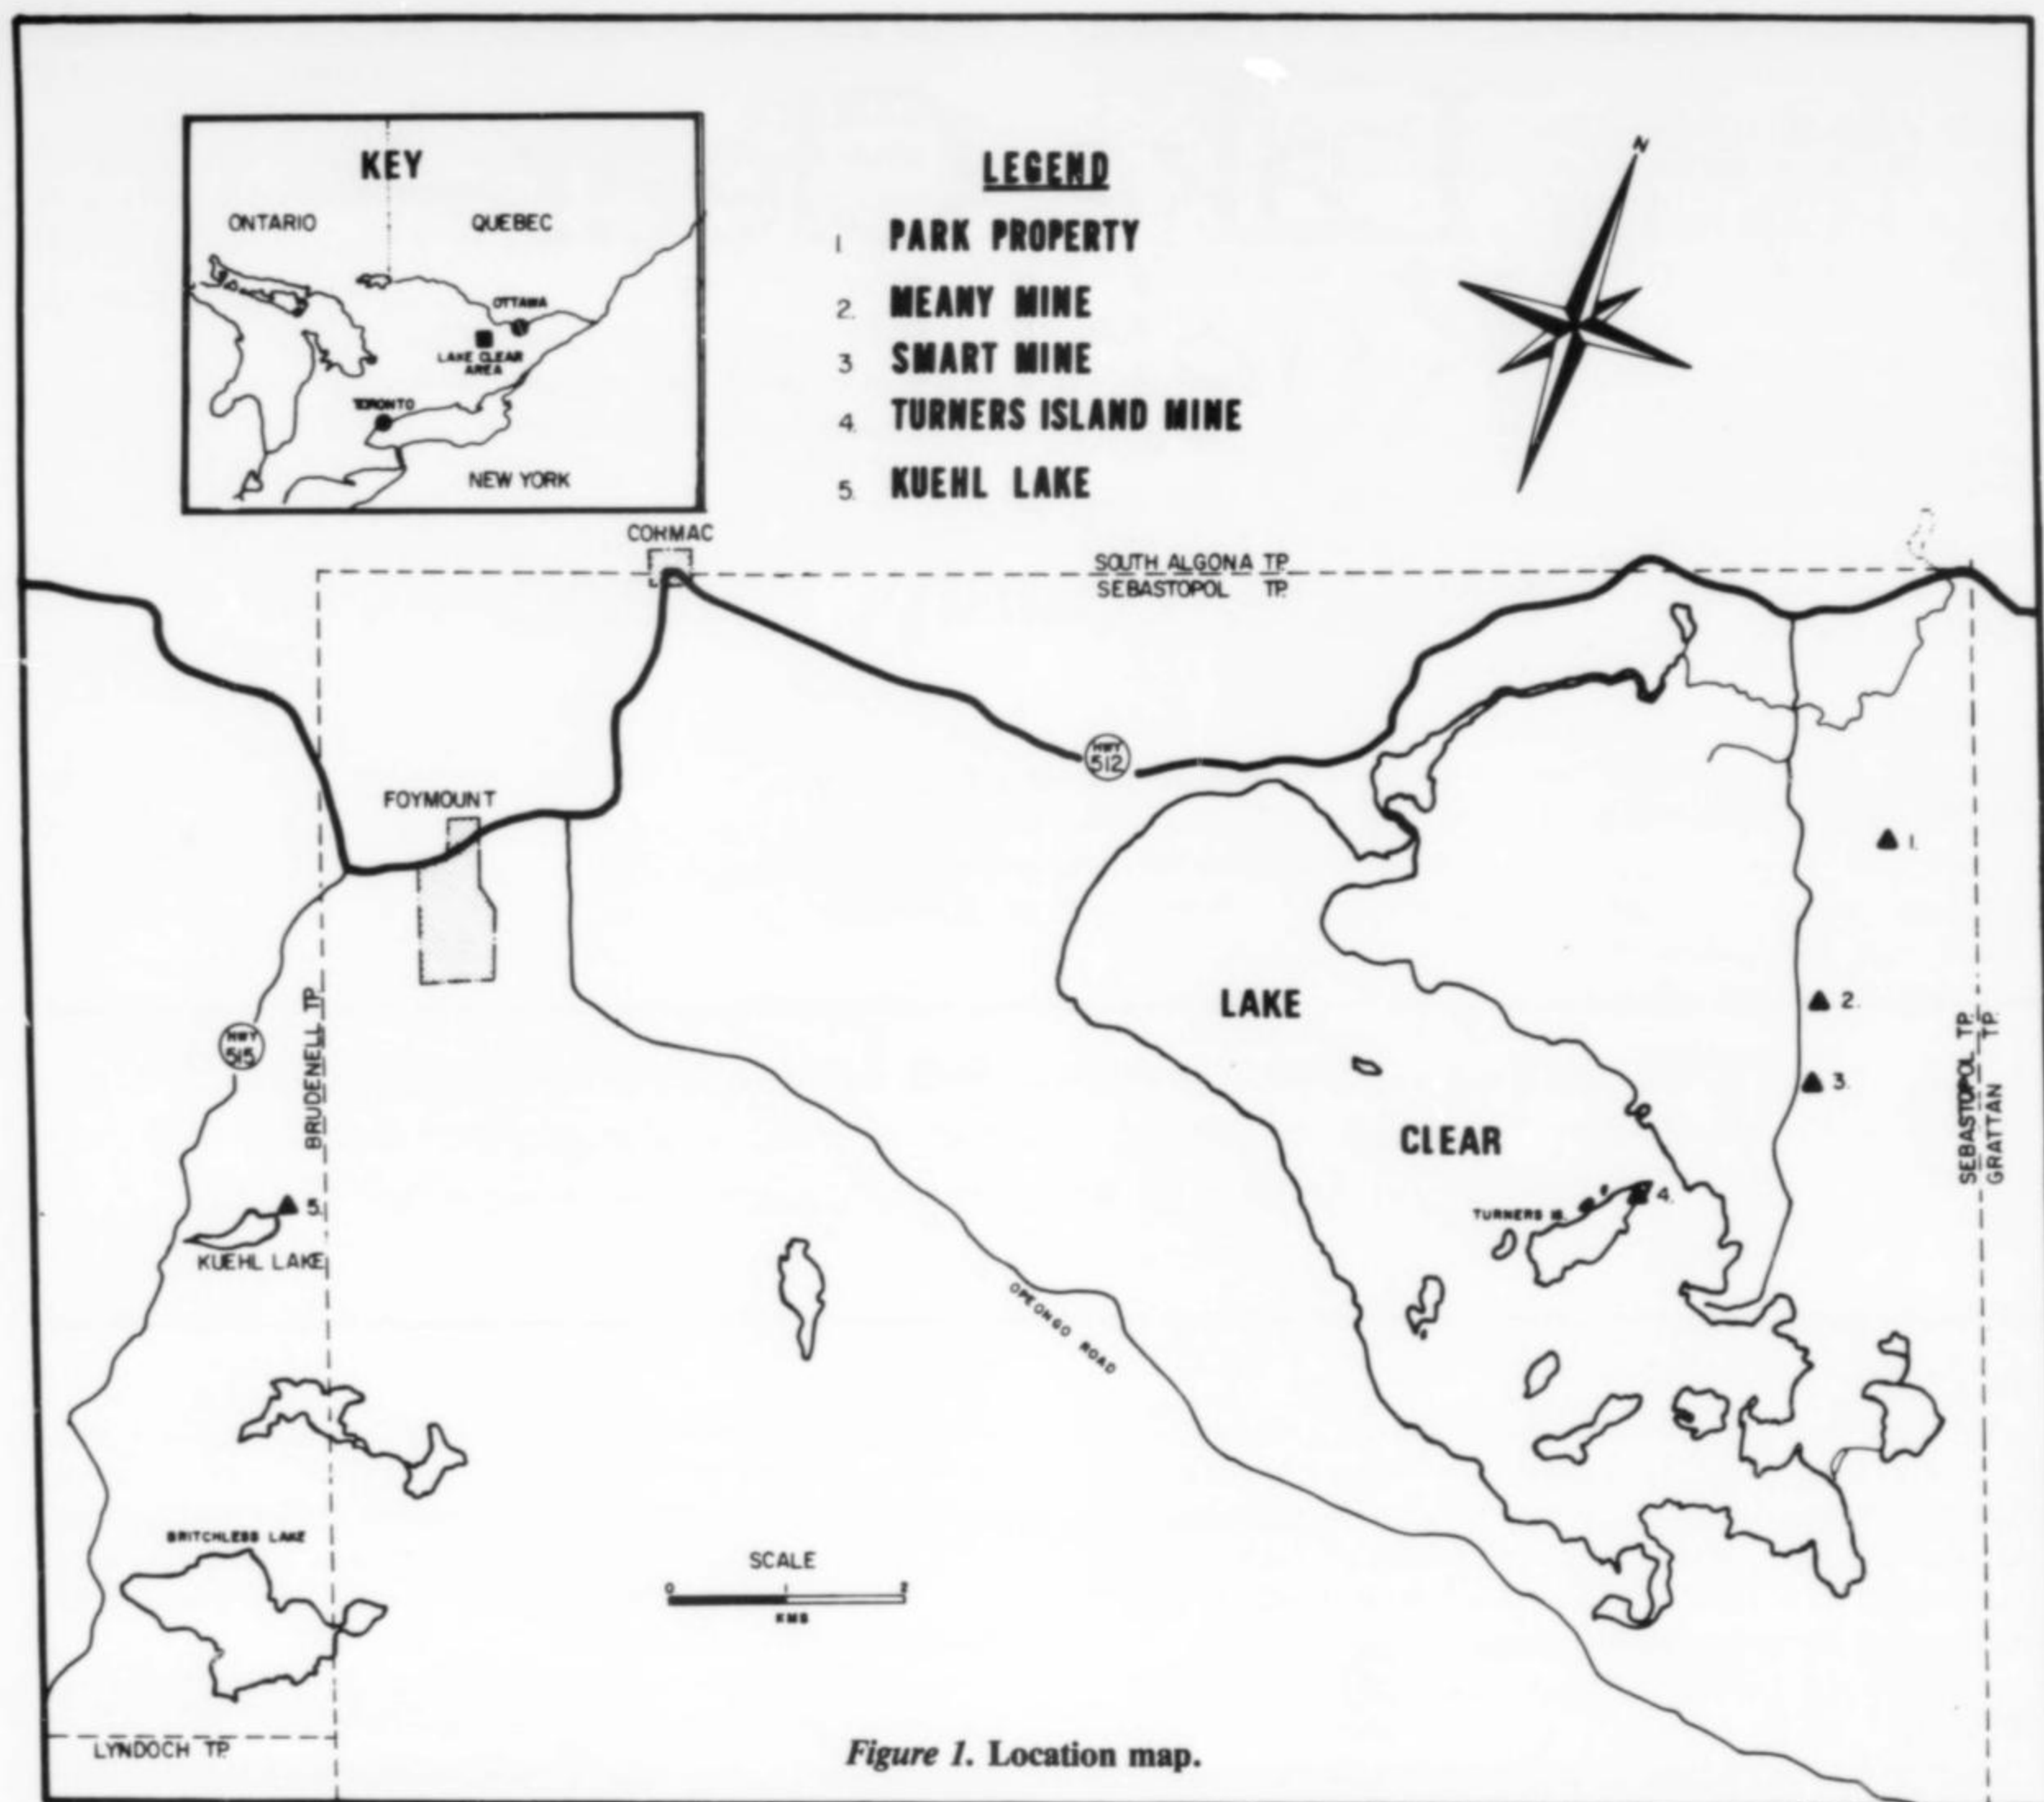 KEY
ONTARIO
QUEBEC
OTTAWA
LAKE CLEAR
AREA
TORONTO
NEW YORK
LEGEND
1 PARK PROPERTY
2. MEANY MINE
3 SMART MINE
4. TURNERS ISLAND MINE
5. KUEHL LAKE
N
CORMAC
SOUTH ALGONA TP.
SEBASTOPOL TP.
HWY
512
FOYMOUNT
1.
LAKE
2.
BRUDENELL TP.
HWY
515
SEBASTOPOL TP.
GRATTAN TP.
3.
CLEAR
4.
TURNERS IS.
5.
KUEHL LAKE
OPEONGO ROAD
BRITCHLESS LAKE
SCALE
0 1 2
KMS
LYNDOCH TP.
Figure 1. Location map.